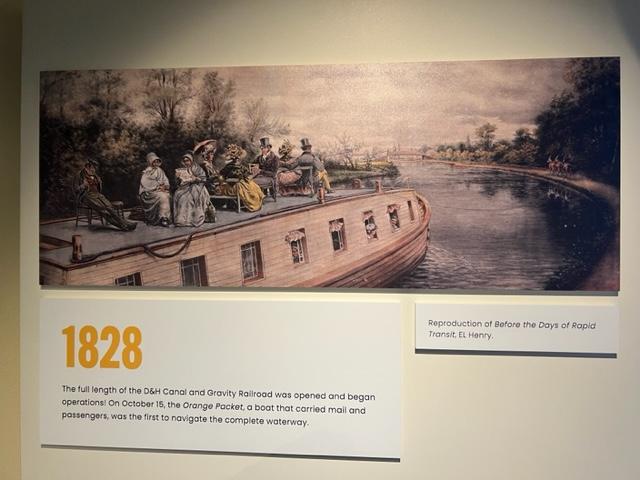 1828
The full length of the D&H Canal and Gravity Railroad was opened and began
operations! On October 15, the Orange Packet, a boat that carried mail and
passengers, was the first to navigate the complete waterway.
Reproduction of Before the Days of Rapid
Transit, EL Henry.